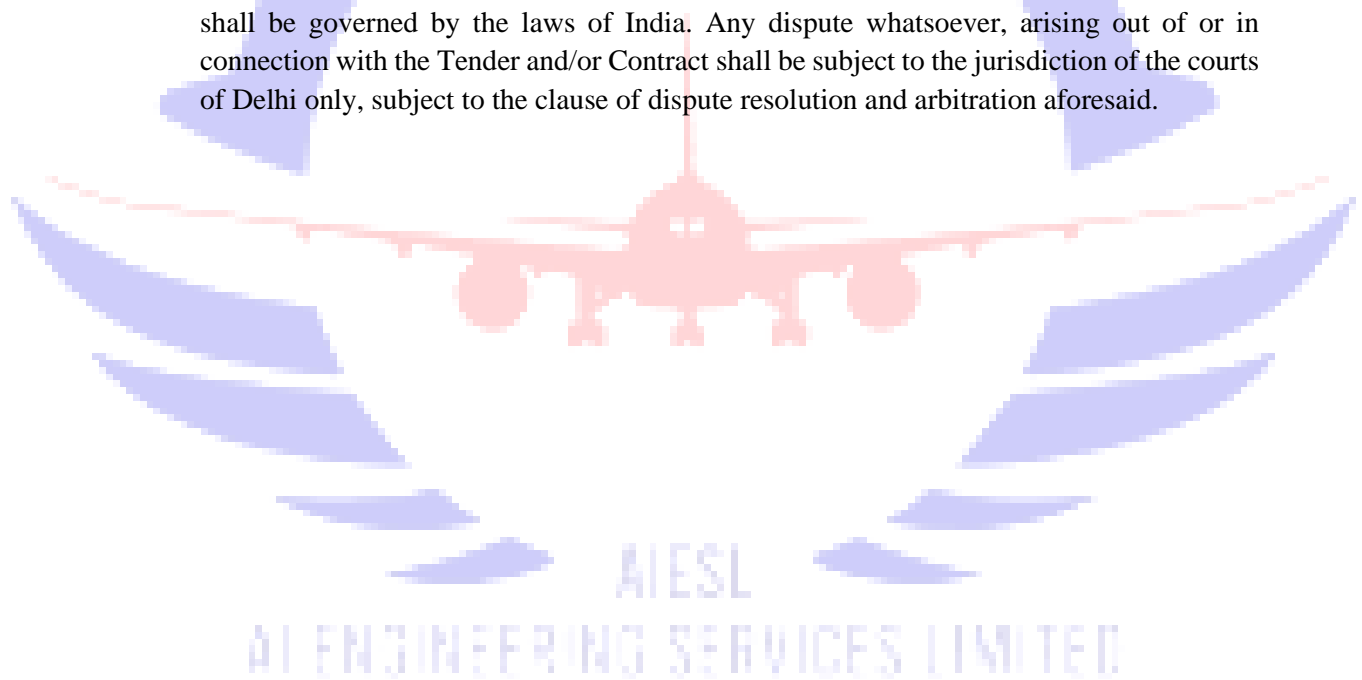 shall be governed by the laws of India. Any dispute whatsoever, arising out of or in
connection with the Tender and/or Contract shall be subject to the jurisdiction of the courts
of Delhi only, subject to the clause of dispute resolution and arbitration aforesaid.
AIESL
AI ENGINEERING SERVICES LIMITED